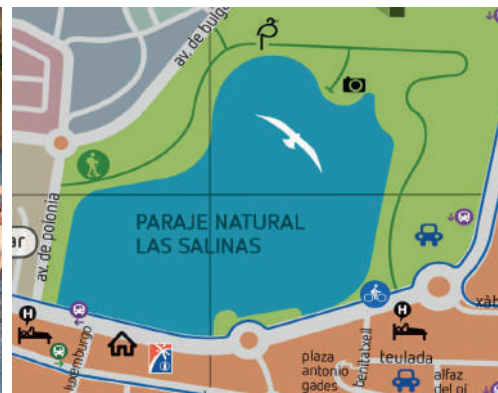 av. de bulga
PARAJE NATURAL
LAS SALINAS
ar
av. de polonia
H
H
xàb
luxemburgo
i
benitatxell
plaza
antonio
gades
teulada
alfaz
del pí